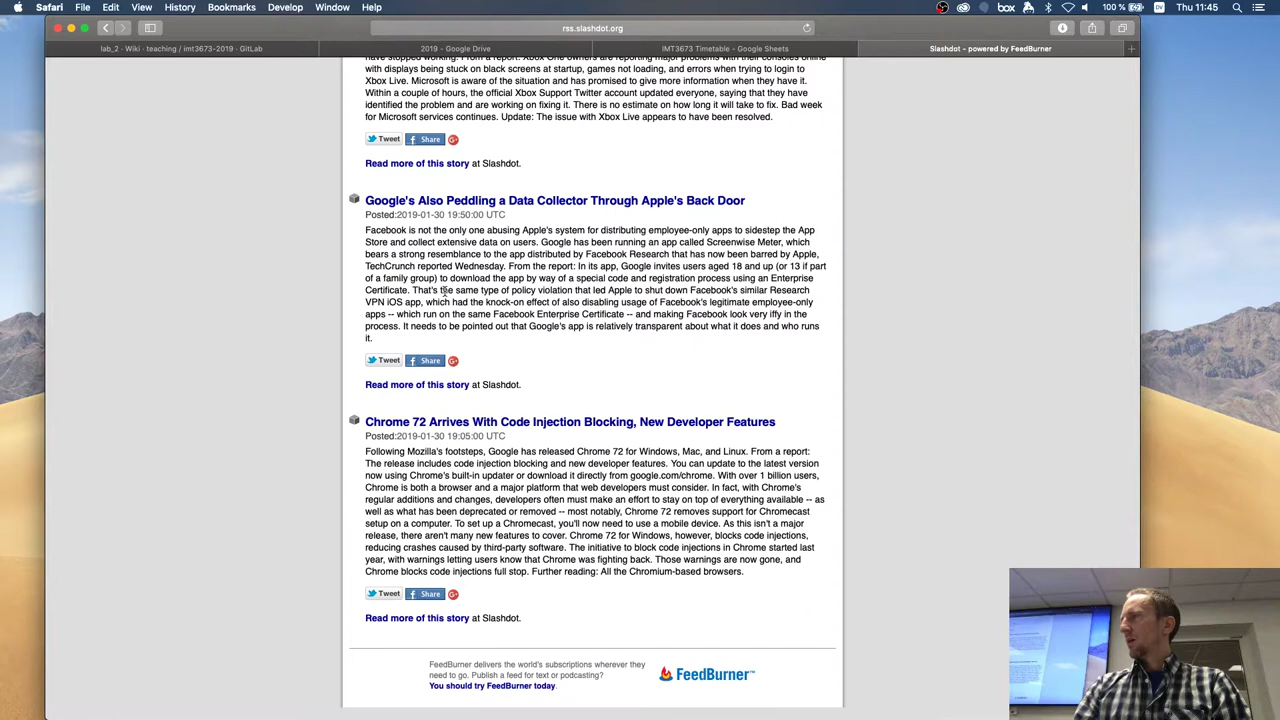 Safari File Edit View History Bookmarks Develop Window Help
100 % DV Thu 31 Jan 11:45
rss.slashdot.org
lab_2 · Wiki · teaching / imt3673-2019 · GitLab
2019 - Google Drive
IMT3673 Timetable - Google Sheets
Slashdot - powered by FeedBurner
Xbox Live. Microsoft is aware of the situation and has promised to give more information when they have it.
Within a couple of hours, the official Xbox Support Twitter account updated everyone, saying that they have
identified the problem and are working on fixing it. There is no estimate on how long it will take to fix. Bad week
for Microsoft services continues. Update: The issue with Xbox Live appears to have been resolved.
Tweet Share
Read more of this story at Slashdot.
Google's Also Peddling a Data Collector Through Apple's Back Door
Posted:2019-01-30 19:50:00 UTC
Facebook is not the only one abusing Apple's system for distributing employee-only apps to sidestep the App
Store and collect extensive data on users. Google has been running an app called Screenwise Meter, which
bears a strong resemblance to the app distributed by Facebook Research that has now been barred by Apple,
TechCrunch reported Wednesday. From the report: In its app, Google invites users aged 18 and up (or 13 if part
of a family group) to download the app by way of a special code and registration process using an Enterprise
Certificate. That's the same type of policy violation that led Apple to shut down Facebook's similar Research
VPN iOS app, which had the knock-on effect of also disabling usage of Facebook's legitimate employee-only
apps -- which run on the same Facebook Enterprise Certificate -- and making Facebook look very iffy in the
process. It needs to be pointed out that Google's app is relatively transparent about what it does and who runs
it.
Tweet Share
Read more of this story at Slashdot.
Chrome 72 Arrives With Code Injection Blocking, New Developer Features
Posted:2019-01-30 19:05:00 UTC
Following Mozilla's footsteps, Google has released Chrome 72 for Windows, Mac, and Linux. From a report:
The release includes code injection blocking and new developer features. You can update to the latest version
now using Chrome's built-in updater or download it directly from google.com/chrome. With over 1 billion users,
Chrome is both a browser and a major platform that web developers must consider. In fact, with Chrome's
regular additions and changes, developers often must make an effort to stay on top of everything available -- as
well as what has been deprecated or removed -- most notably, Chrome 72 removes support for Chromecast
setup on a computer. To set up a Chromecast, you'll now need to use a mobile device. As this isn't a major
release, there aren't many new features to cover. Chrome 72 for Windows, however, blocks code injections,
reducing crashes caused by third-party software. The initiative to block code injections in Chrome started last
year, with warnings letting users know that Chrome was fighting back. Those warnings are now gone, and
Chrome blocks code injections full stop. Further reading: All the Chromium-based browsers.
Tweet Share
Read more of this story at Slashdot.
FeedBurner delivers the world's subscriptions wherever they
need to go. Publish a feed for text or podcasting?
You should try FeedBurner today.
FeedBurner